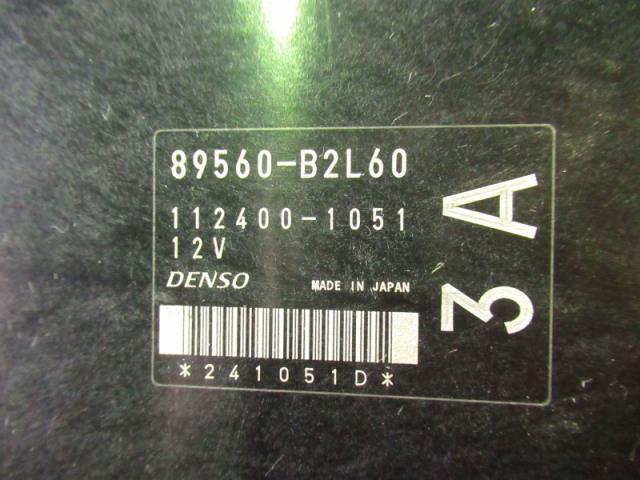 89560-B2L60
112400-1051
12V
DENSO MADE IN JAPAN
*241051D*
3A